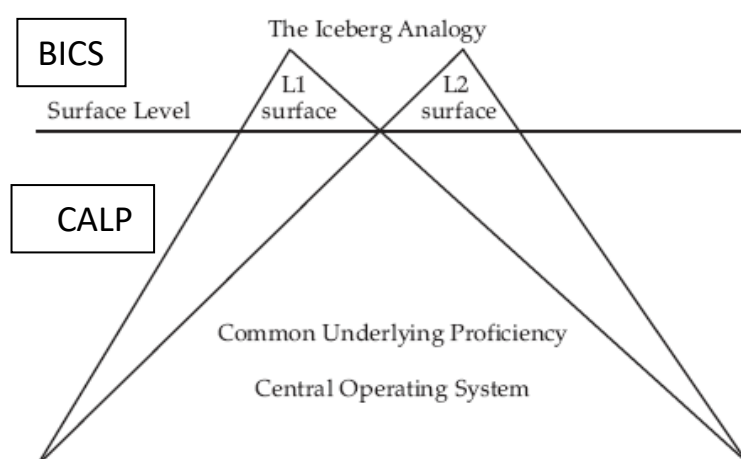 The Iceberg Analogy
BICS
L1
surface
L2
surface
Surface Level
CALP
Common Underlying Proficiency
Central Operating System